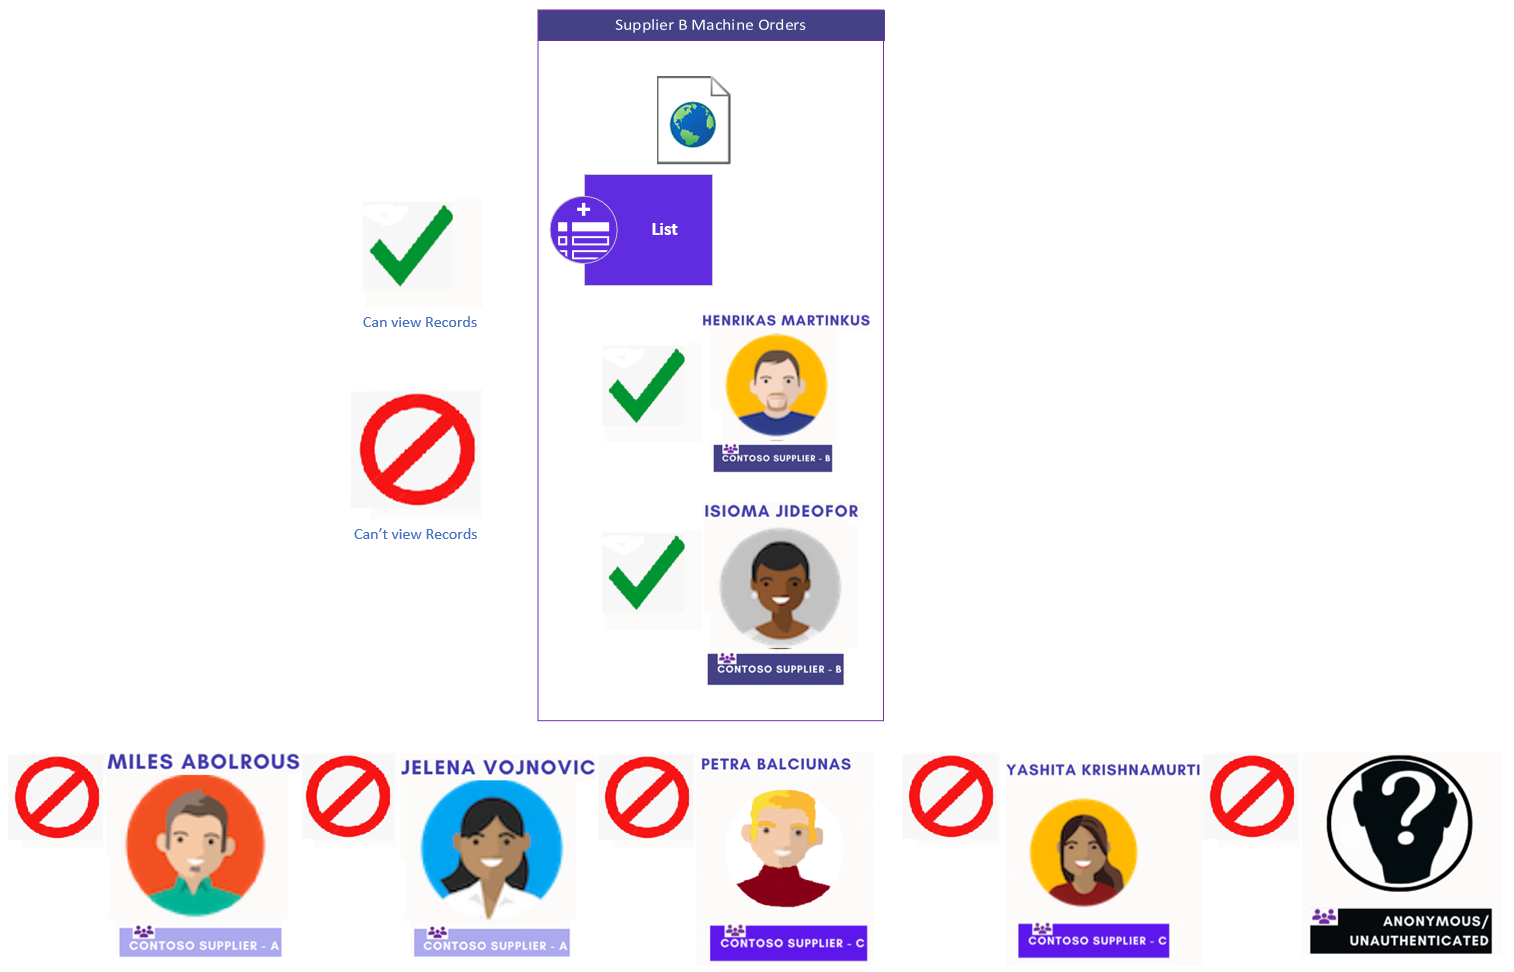 Supplier B Machine Orders
List
Can view Records
HENRIKAS MARTINKUS
CONTOSO SUPPLIER - B
Can't view Records
ISIOMA JIDEOFOR
CONTOSO SUPPLIER - B
MILES ABOLROUS
CONTOSO SUPPLIER - A
JELENA VOJNOVIC
CONTOSO SUPPLIER - A
PETRA BALCIUNAS
CONTOSO SUPPLIER - C
YASHITA KRISHNAMURTI
CONTOSO SUPPLIER - C
?
ANONYMOUS/
UNAUTHENTICATED